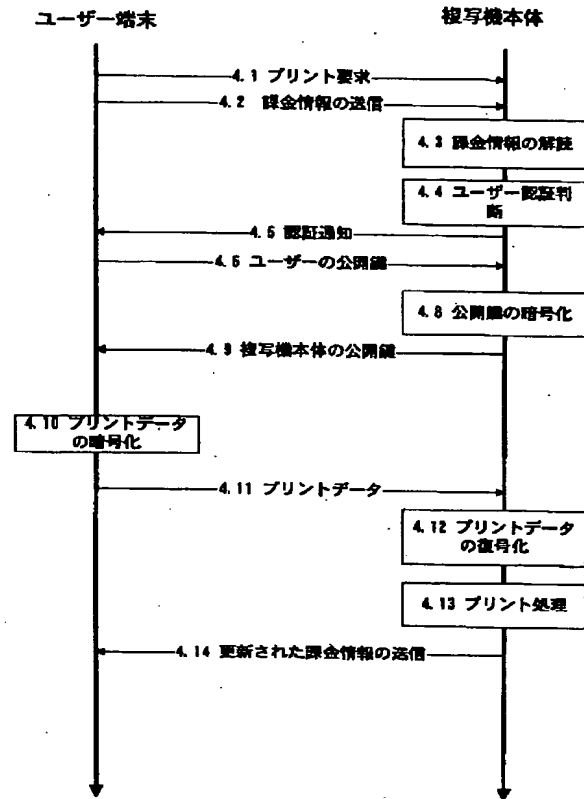 ユーザー端末
複写機本体
4.1 プリント要求
4.2 課金情報の送信
4.3 課金情報の解読
4.4 ユーザー認証判
断
4.5 認証通知
4.6 ユーザーの公開鍵
4.8 公開鍵の暗号化
4.9 複写機本体の公開鍵
4.10 プリントデータ
の暗号化
4.11 プリントデータ
4.12 プリントデータ
の復号化
4.13 プリント処理
4.14 更新された課金情報の送信